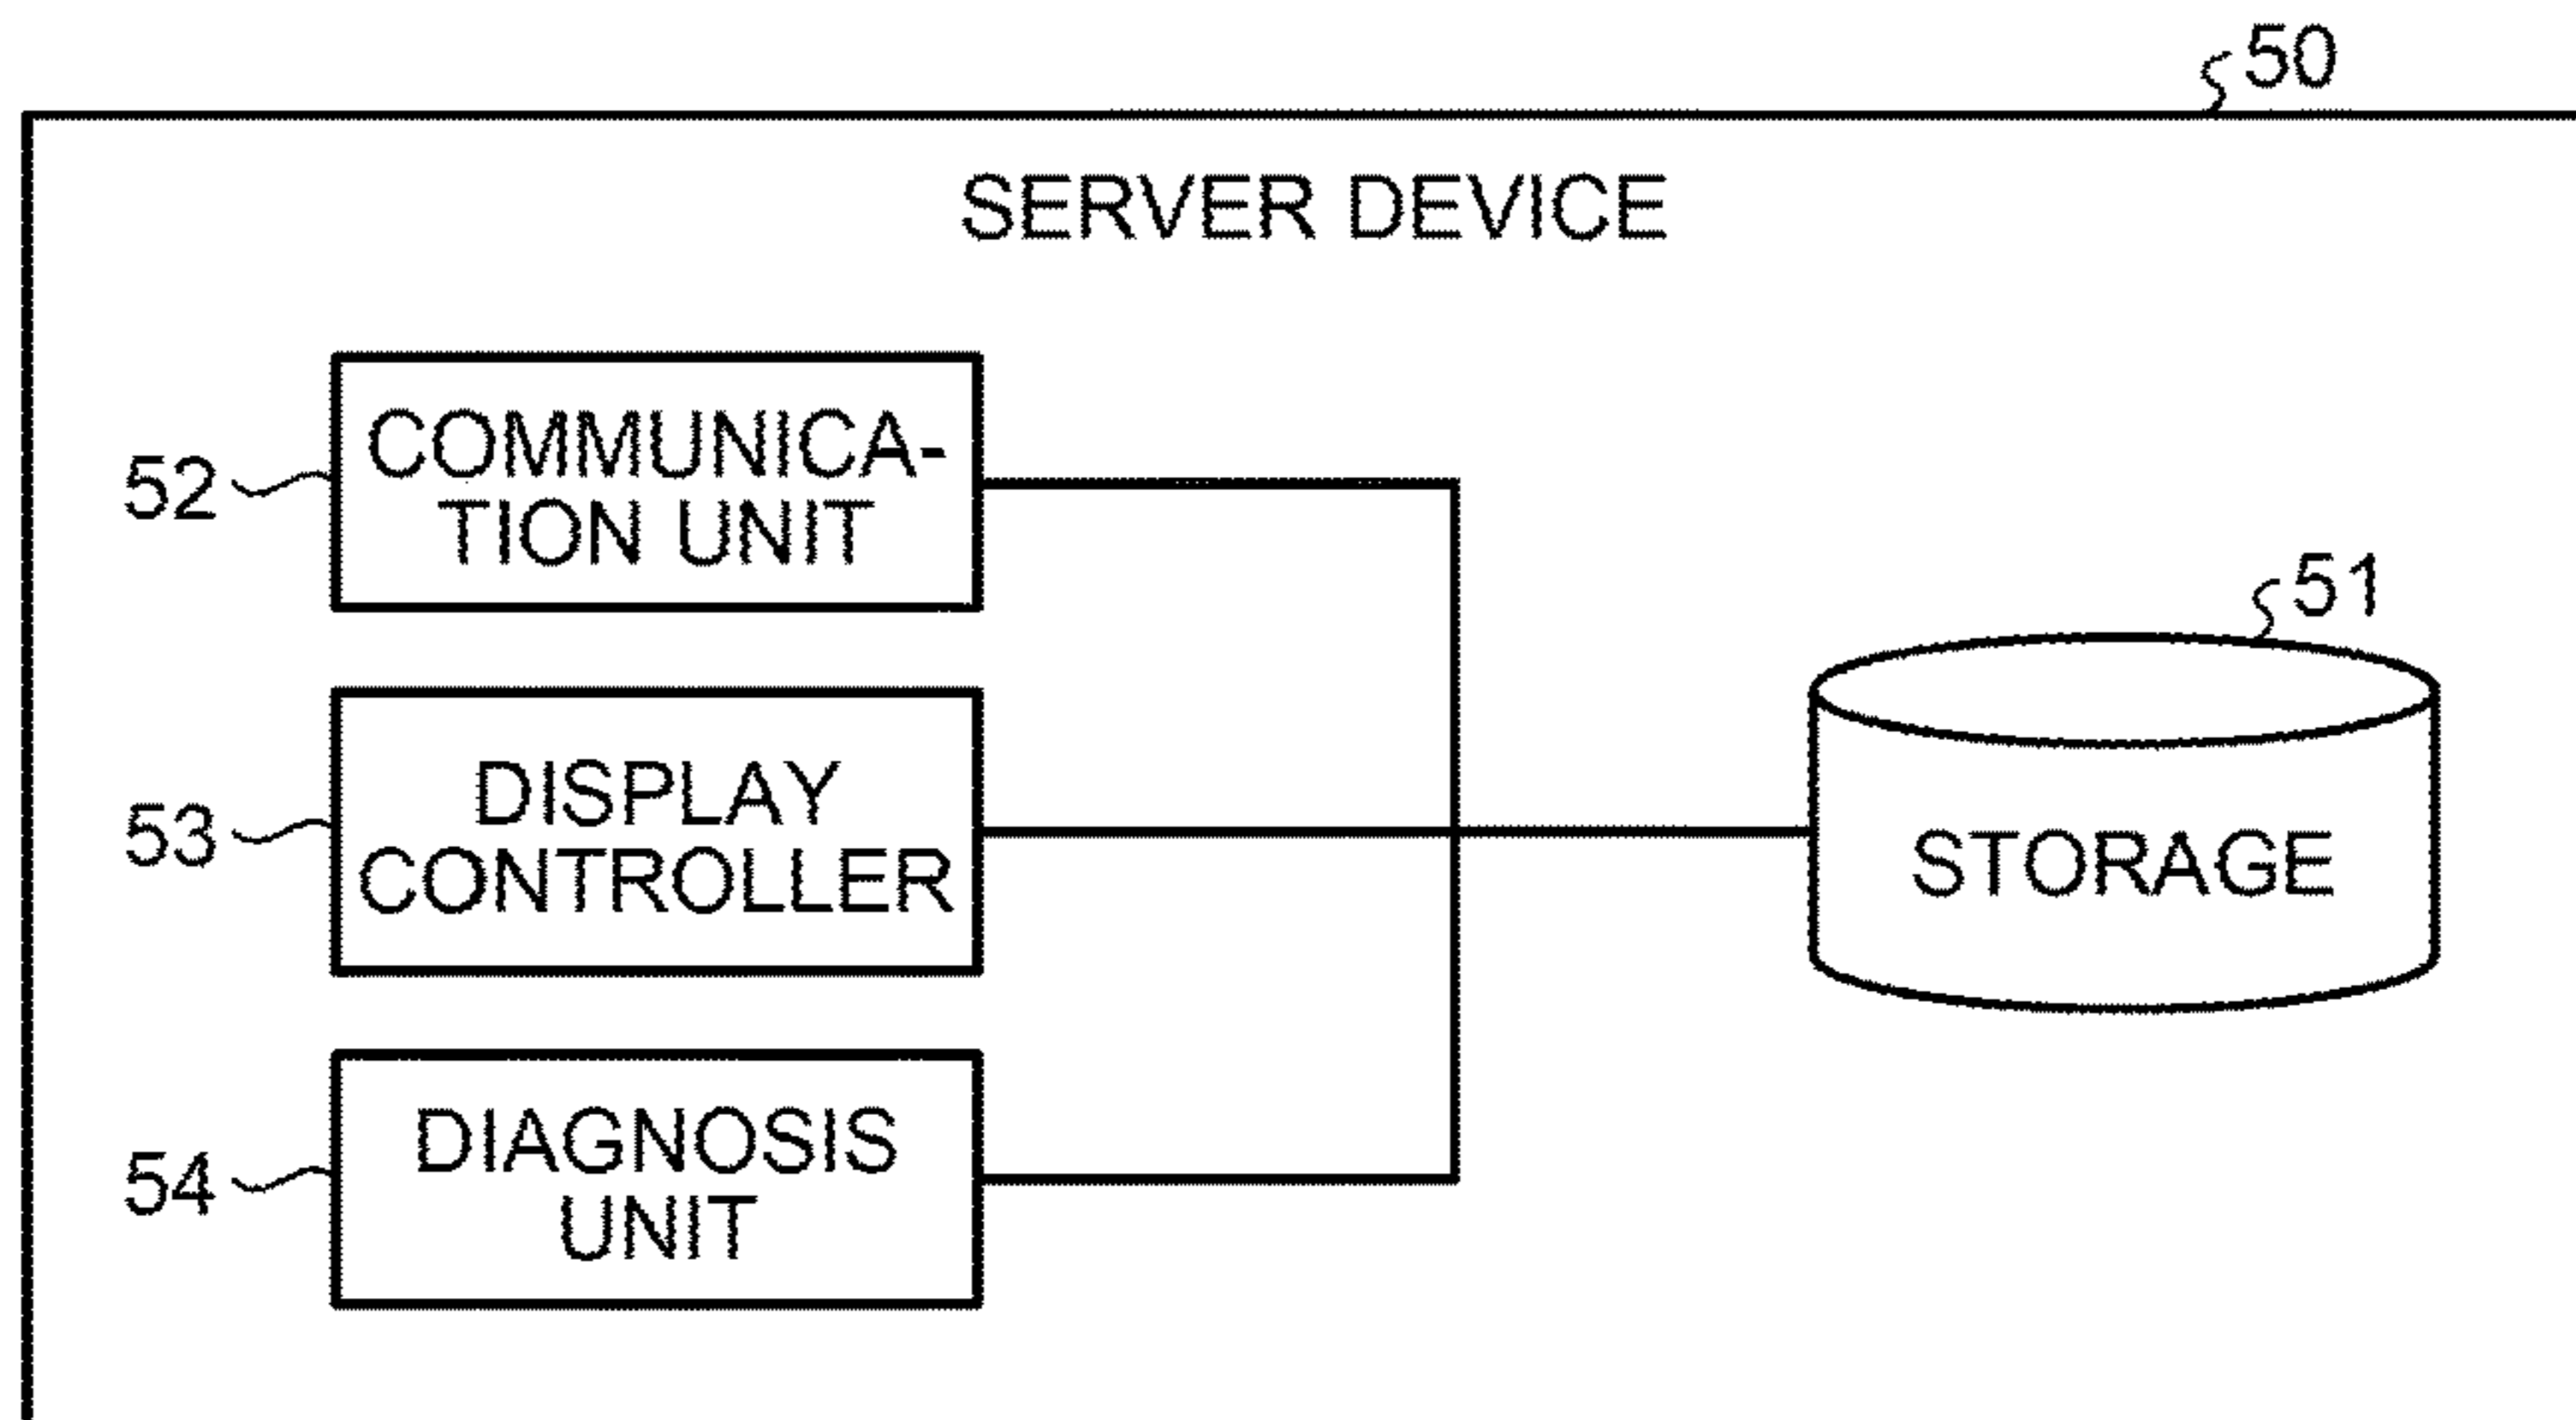 50
SERVER DEVICE
52
COMMUNICA-
TION UNIT
51
53
DISPLAY
CONTROLLER
STORAGE
54
DIAGNOSIS
UNIT